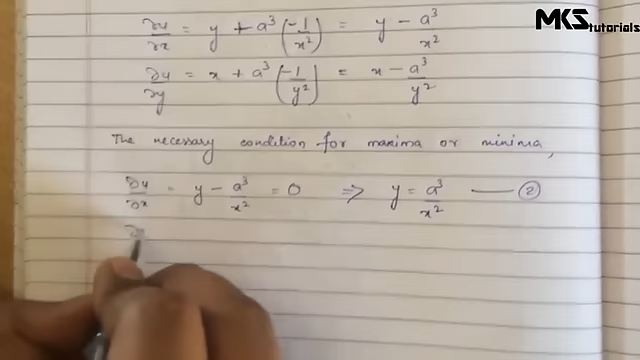 MKS tutorials
∂u/∂x = y + a³(-1/x²) = y - a³/x²
∂u/∂y = x + a³(-1/y²) = x - a³/y²
The necessary condition for maxima or minima,
∂u/∂x = y - a³/x² = 0 ⇒ y = a³/x² —— ②